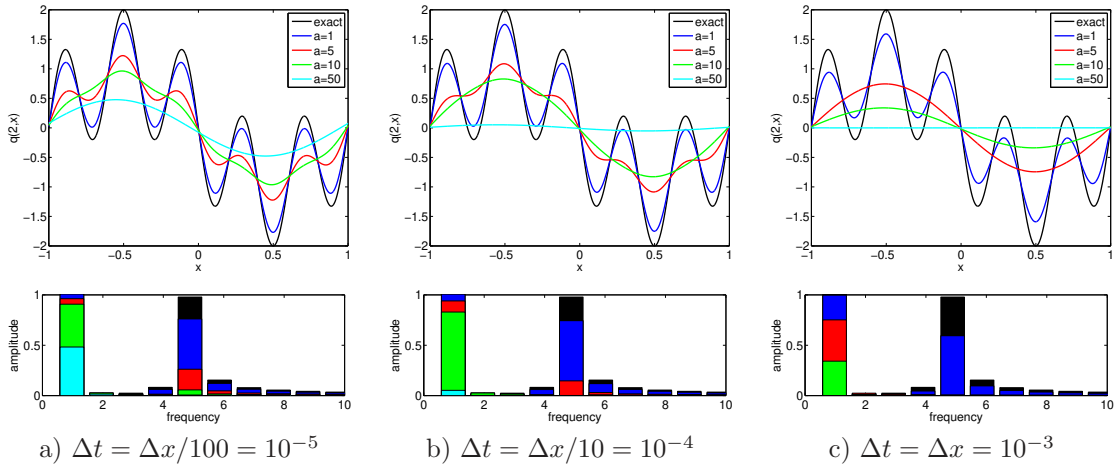 2
1.5
1
0.5
0
−0.5
−1
−1.5
−2
q(2,x)
−1 −0.5 0 0.5 1
x
exact
a=1
a=5
a=10
a=50
2
1.5
1
0.5
0
−0.5
−1
−1.5
−2
q(2,x)
−1 −0.5 0 0.5 1
x
exact
a=1
a=5
a=10
a=50
2
1.5
1
0.5
0
−0.5
−1
−1.5
−2
q(2,x)
−1 −0.5 0 0.5 1
x
exact
a=1
a=5
a=10
a=50
1
0.5
0
amplitude
0 2 4 6 8 10
frequency
1
0.5
0
amplitude
0 2 4 6 8 10
frequency
1
0.5
0
amplitude
0 2 4 6 8 10
frequency
a) Δt = Δx/100 = 10⁻⁵
b) Δt = Δx/10 = 10⁻⁴
c) Δt = Δx = 10⁻³